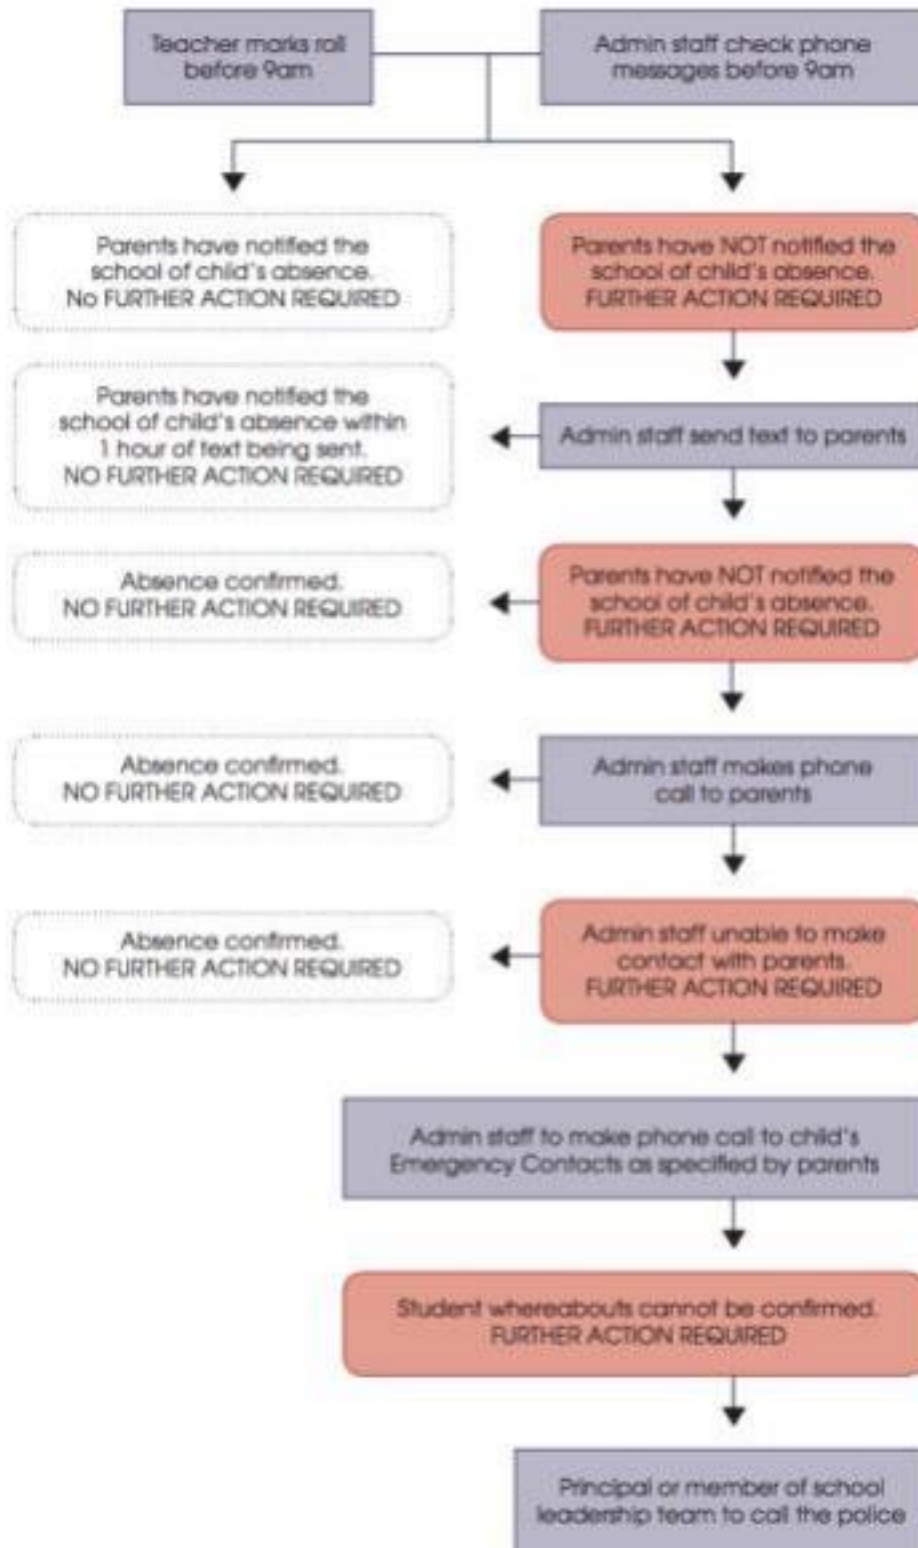 Teacher marks roll
before 9am
Admin staff check phone
messages before 9am
Parents have notified the
school of child's absence.
No FURTHER ACTION REQUIRED
Parents have NOT notified the
school of child's absence.
FURTHER ACTION REQUIRED
Parents have notified the
school of child's absence within
1 hour of text being sent.
NO FURTHER ACTION REQUIRED
Admin staff send text to parents
Absence confirmed.
NO FURTHER ACTION REQUIRED
Parents have NOT notified the
school of child's absence.
FURTHER ACTION REQUIRED
Absence confirmed.
NO FURTHER ACTION REQUIRED
Admin staff makes phone
call to parents
Absence confirmed.
NO FURTHER ACTION REQUIRED
Admin staff unable to make
contact with parents.
FURTHER ACTION REQUIRED
Admin staff to make phone call to child's
Emergency Contacts as specified by parents
Student whereabouts cannot be confirmed.
FURTHER ACTION REQUIRED
Principal or member of school
leadership team to call the police